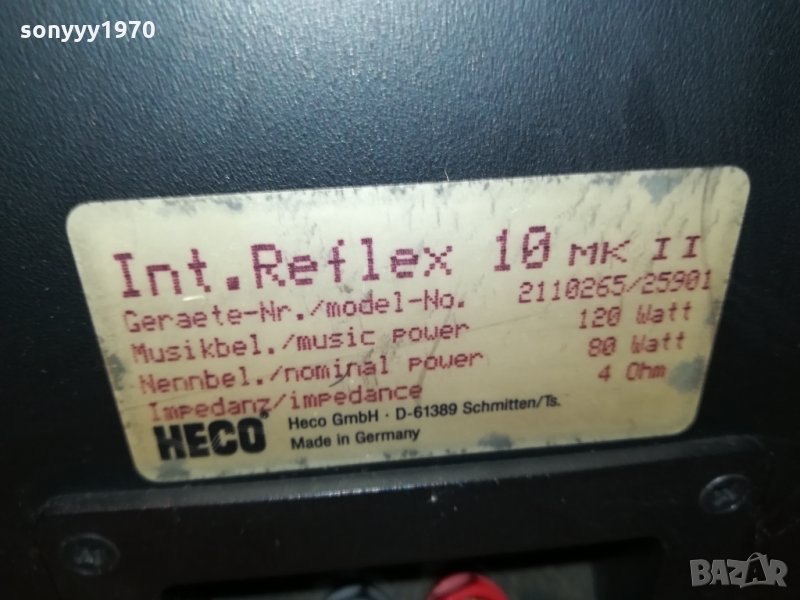 sonyyy1970
Int.Reflex 10 MK II
Geraete-Nr./model-No. 2110265/25901
Musikbel./music power 120 Watt
Nennbel./nominal power 80 Watt
Impedanz/impedance 4 Ohm
HECO® Heco GmbH · D-61389 Schmitten/Ts.
Made in Germany
BAZAR